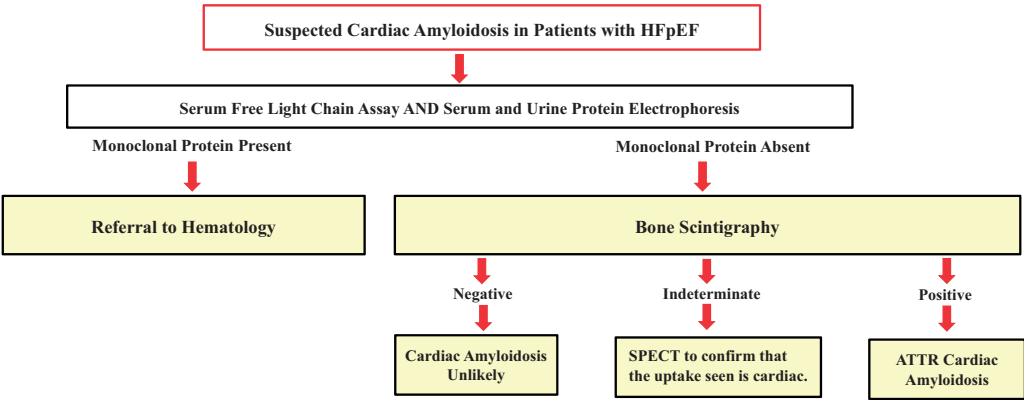 Suspected Cardiac Amyloidosis in Patients with HFpEF
Serum Free Light Chain Assay AND Serum and Urine Protein Electrophoresis
Monoclonal Protein Present
Monoclonal Protein Absent
Referral to Hematology
Bone Scintigraphy
Negative
Indeterminate
Positive
Cardiac Amyloidosis
Unlikely
SPECT to confirm that
the uptake seen is cardiac.
ATTR Cardiac
Amyloidosis